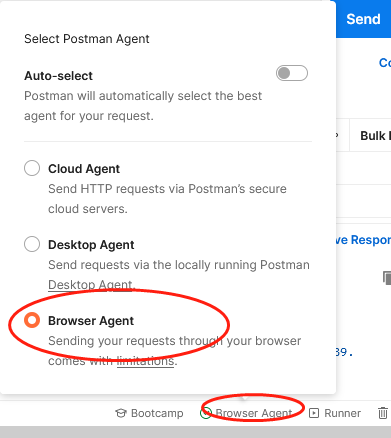 Select Postman Agent
Send
Auto-select
Postman will automatically select the best
agent for your request.
Cloud Agent
Send HTTP requests via Postman's secure
cloud servers.
Desktop Agent
Send requests via the locally running Postman
Desktop Agent.
Browser Agent
Sending your requests through your browser
comes with limitations.
Co
Bulk
ve Respon
39.
Bootcamp
Browser Agent
Runner